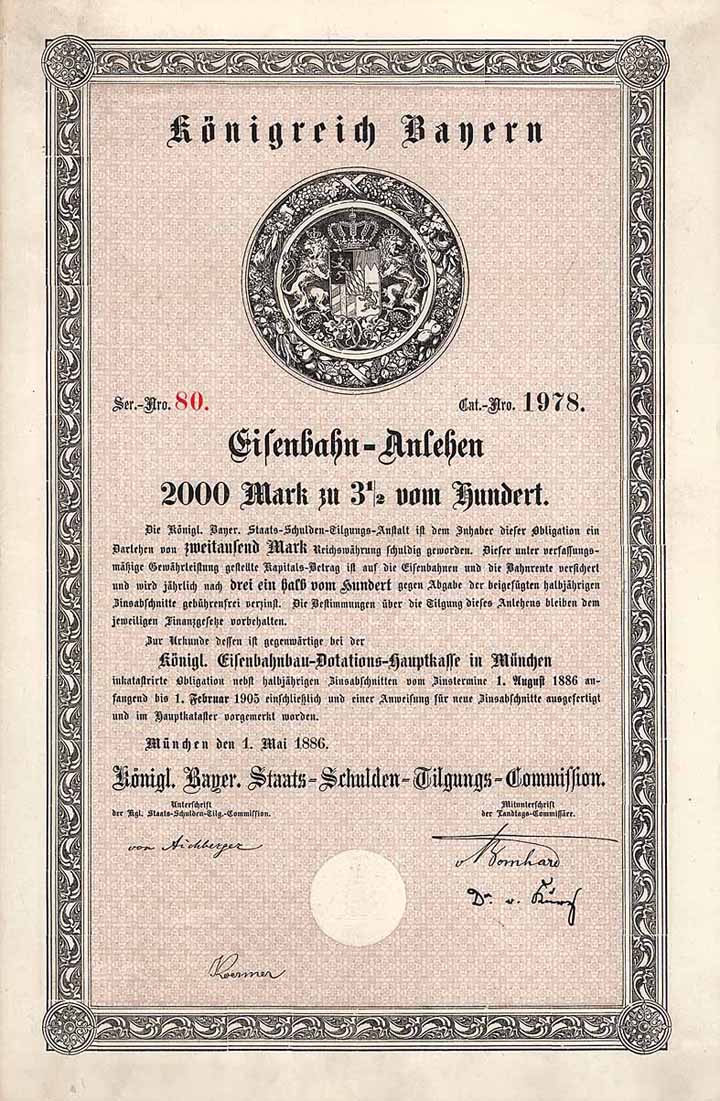 Königreich Bayern
Ser.-Nro. 80.
Cat.-Nro. 1978.
Eisenbahn-Anlehen
2000 Mark zu 3 1/2 vom Hundert.
Die Königl. Bayer. Staats-Schulden-Tilgungs-Anstalt ist dem Inhaber dieser Obligation ein
Darlehen von zweitausend Mark Reichswährung schuldig geworden. Dieser unter verfassungs-
mäßige Gewährleistung gestellte Kapitals-Betrag ist auf die Eisenbahnen und die Bahnrente versichert
und wird jährlich nach drei ein halb vom Hundert gegen Abgabe der beigefügten halbjährigen
Zinsabschnitte gebührenfrei verzinst. Die Bestimmungen über die Tilgung dieses Anlehens bleiben dem
jeweiligen Finanzgesetze vorbehalten.
Zur Urkunde dessen ist gegenwärtige bei der
Königl. Eisenbahnbau-Dotations-Hauptkasse in München
inkatastrirte Obligation nebst halbjährigen Zinsabschnitten vom Zinstermine 1. August 1886 an-
fangend bis 1. Februar 1905 einschließlich und einer Anweisung für neue Zinsabschnitte ausgefertigt
und im Hauptkataster vorgemerkt worden.
München den 1. Mai 1886.
Königl. Bayer. Staats-Schulden-Tilgungs-Commission.
Unterschrift
der Kgl. Staats-Schulden-Tilg.-Commission.
Mitunterschrift
der Landtags-Commissäre.
von Aichberger
v Bomhard
Dr. v.